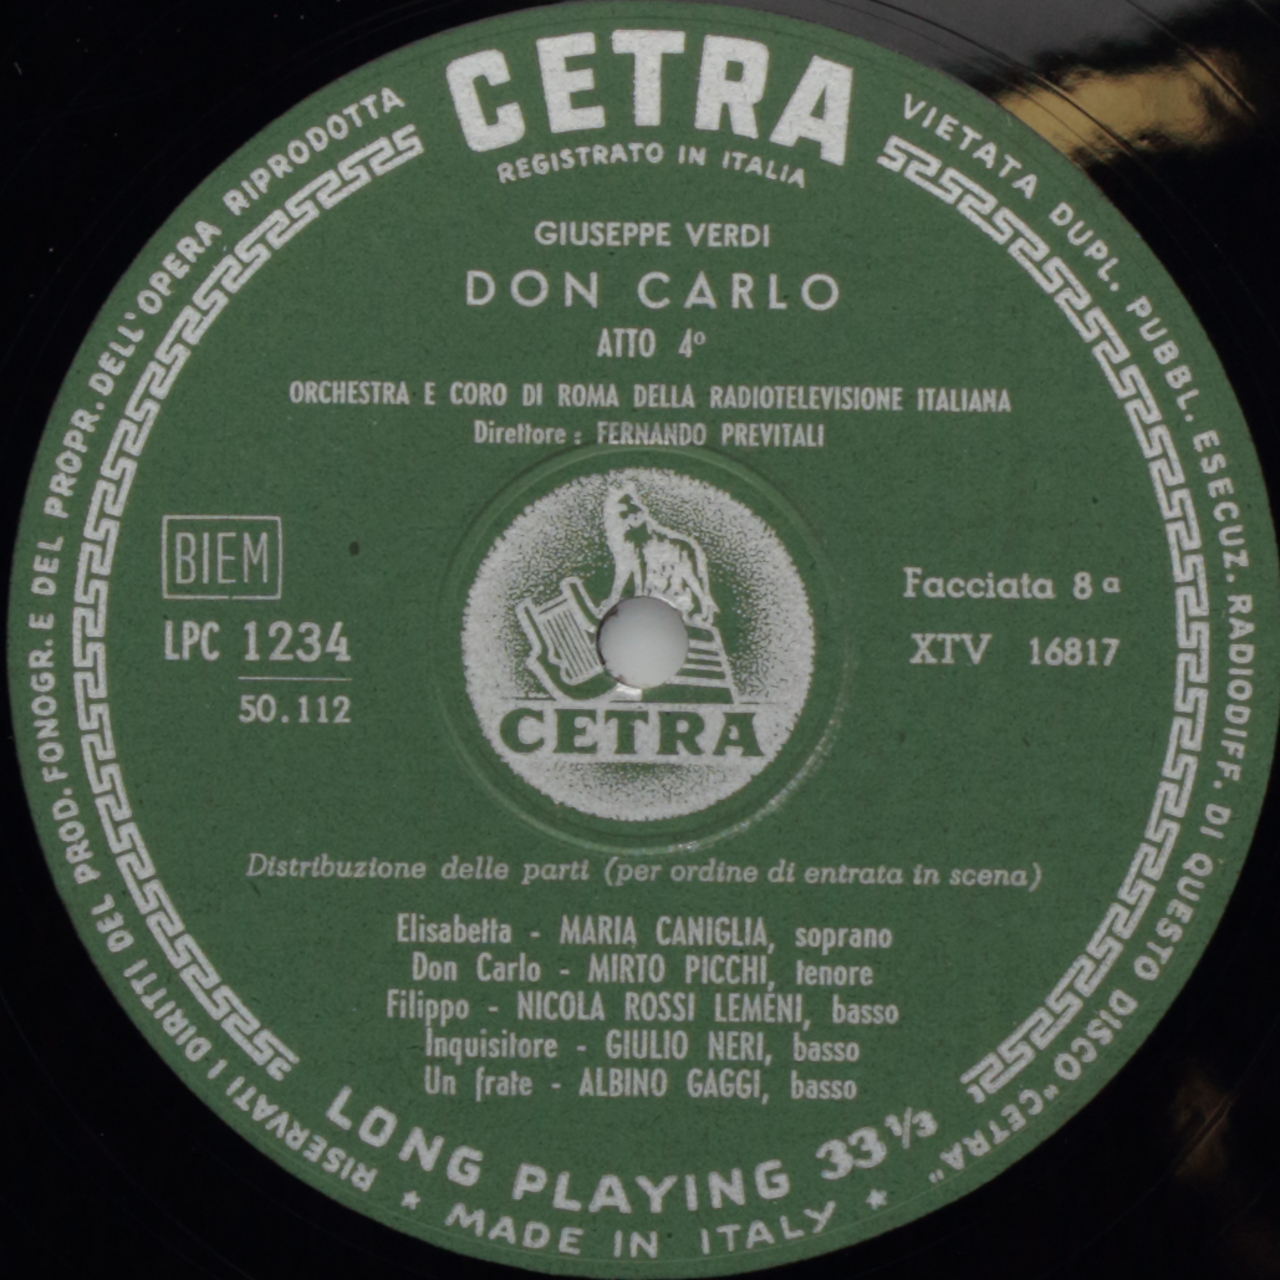 CETRA
REGISTRATO IN ITALIA
GIUSEPPE VERDI
DON CARLO
ATTO 4º
ORCHESTRA E CORO DI ROMA DELLA RADIOTELEVISIONE ITALIANA
Direttore : FERNANDO PREVITALI
BIEM
LPC 1234
50.112
Facciata 8ª
XTV 16817
CETRA
Distribuzione delle parti (per ordine di entrata in scena)
Elisabetta - MARIA CANIGLIA, soprano
Don Carlo - MIRTO PICCHI, tenore
Filippo - NICOLA ROSSI LEMÉNI, basso
Inquisitore - GIULIO NERI, basso
Un frate - ALBINO GAGGI, basso
LONG PLAYING 33 1/3
★ MADE IN ITALY ★
RISERVATI I DIRITTI DEL PROD. FONOGR. E DEL PROPR. DELL'OPERA RIPRODOTTA
VIETATA DUPL. PUBBL. ESECUZ. RADIODIFF. DI QUESTO DISCO "CETRA"